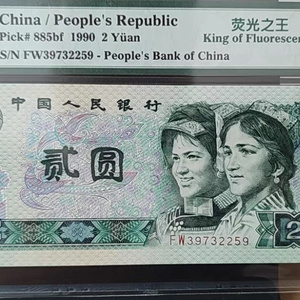 China / People's Republic
荧光之王
Pick# 885bf 1990 2 Yüan
King of Fluorescen
S/N FW39732259 - People's Bank of China
中国人民银行
贰圆
FW39732259
2